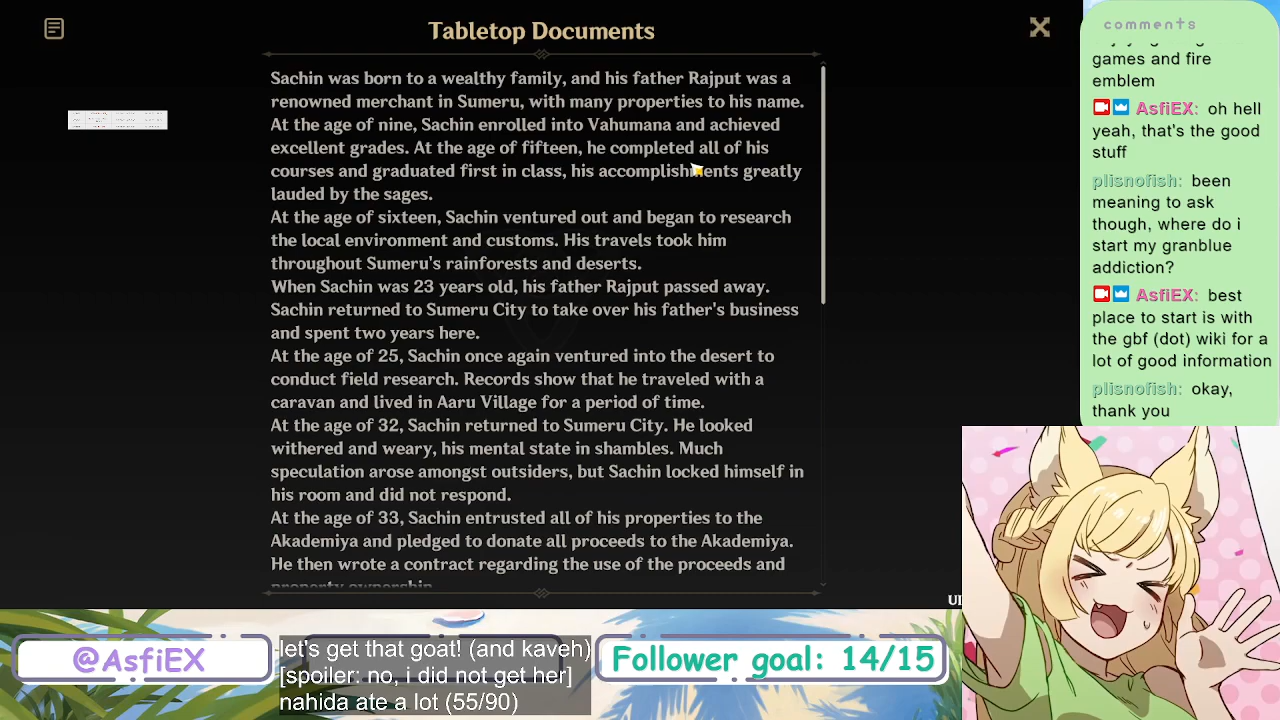 Tabletop Documents
Sachin was born to a wealthy family, and his father Rajput was a
renowned merchant in Sumeru, with many properties to his name.
At the age of nine, Sachin enrolled into Vahumana and achieved
excellent grades. At the age of fifteen, he completed all of his
courses and graduated first in class, his accomplishments greatly
lauded by the sages.
At the age of sixteen, Sachin ventured out and began to research
the local environment and customs. His travels took him
throughout Sumeru's rainforests and deserts.
When Sachin was 23 years old, his father Rajput passed away.
Sachin returned to Sumeru City to take over his father's business
and spent two years here.
At the age of 25, Sachin once again ventured into the desert to
conduct field research. Records show that he traveled with a
caravan and lived in Aaru Village for a period of time.
At the age of 32, Sachin returned to Sumeru City. He looked
withered and weary, his mental state in shambles. Much
speculation arose amongst outsiders, but Sachin locked himself in
his room and did not respond.
At the age of 33, Sachin entrusted all of his properties to the
Akademiya and pledged to donate all proceeds to the Akademiya.
He then wrote a contract regarding the use of the proceeds and
property ownership.
UI
comments
games and fire
emblem
AsfiEX: oh hell
yeah, that's the good
stuff
plisnofish: been
meaning to ask
though, where do i
start my granblue
addiction?
AsfiEX: best
place to start is with
the gbf (dot) wiki for a
lot of good information
plisnofish: okay,
thank you
@AsfiEX
let's get that goat! (and kaveh)
[spoiler: no, i did not get her]
nahida ate a lot (55/90)
Follower goal: 14/15